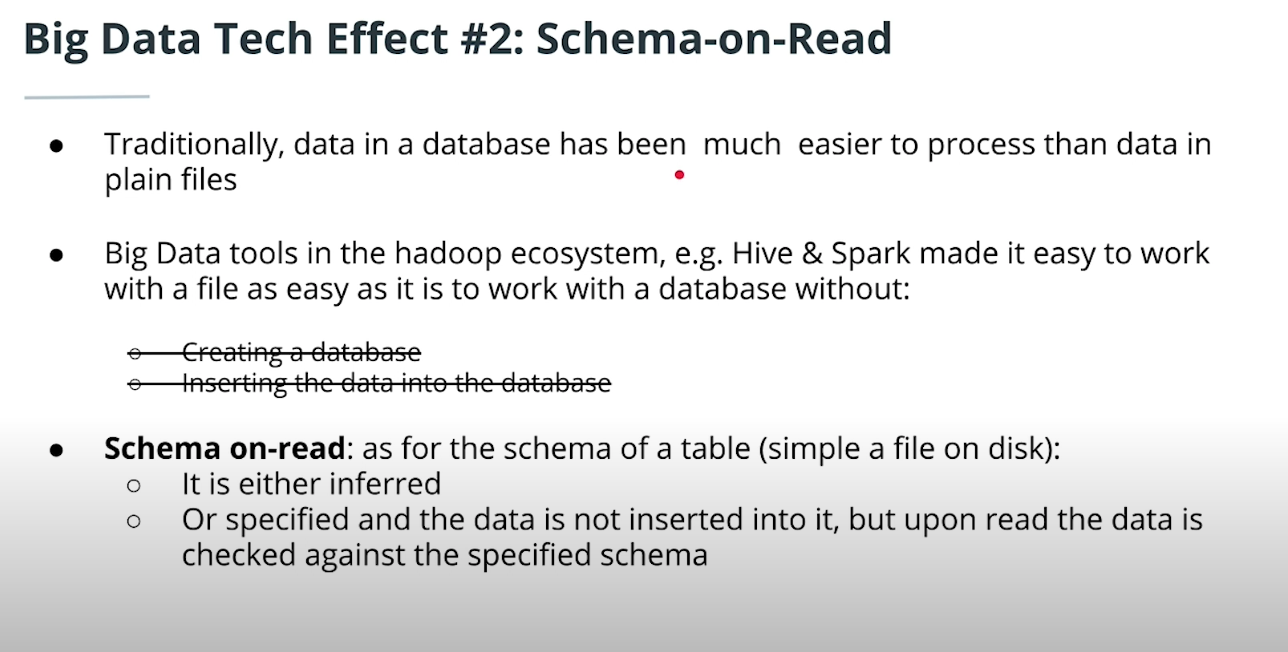 Big Data Tech Effect #2: Schema-on-Read
● Traditionally, data in a database has been much easier to process than data in
plain files
● Big Data tools in the hadoop ecosystem, e.g. Hive & Spark made it easy to work
with a file as easy as it is to work with a database without:
○ Creating a database
○ Inserting the data into the database
● Schema on-read: as for the schema of a table (simple a file on disk):
○ It is either inferred
○ Or specified and the data is not inserted into it, but upon read the data is
checked against the specified schema